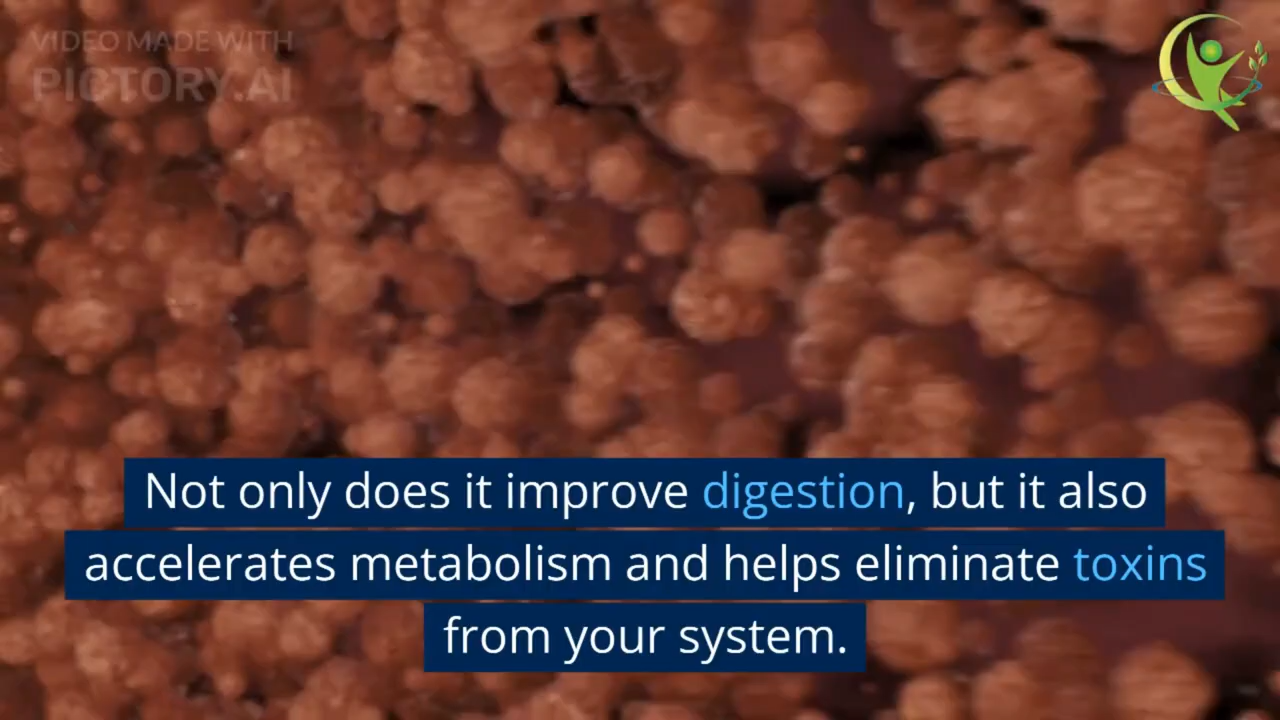 VIDEO MADE WITH
PICTORY.AI
Not only does it improve digestion, but it also
accelerates metabolism and helps eliminate toxins
from your system.